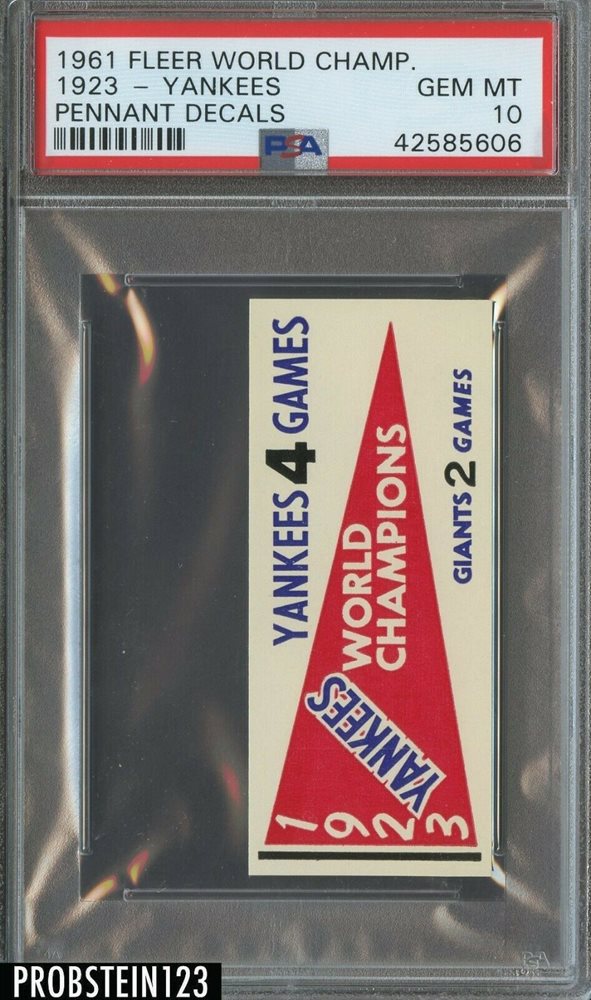 1961 FLEER WORLD CHAMP.
1923 - YANKEES GEM MT
PENNANT DECALS 10
PSA 42585606
YANKEES 4 GAMES
WORLD
CHAMPIONS
YANKEES
1923
GIANTS 2 GAMES
PSA
PROBSTEIN123